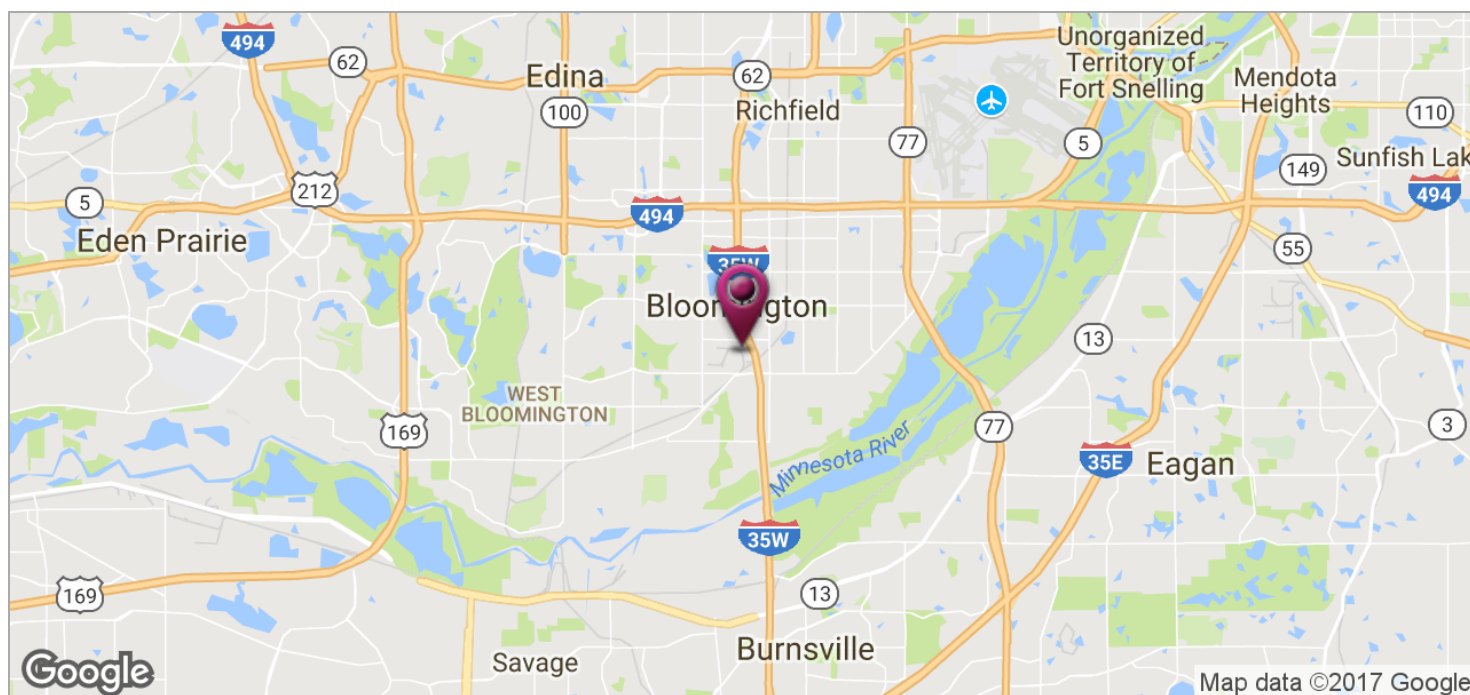 494
62
Edina
100
62
Richfield
Unorganized
Territory of
Fort Snelling
Mendota
Heights
110
77
5
149
Sunfish Lak
212
5
494
494
Eden Prairie
55
35W
Bloomington
13
WEST
BLOOMINGTON
169
77
3
Minnesota River
35E
Eagan
35W
169
13
Burnsville
Savage
Google
Map data ©2017 Google